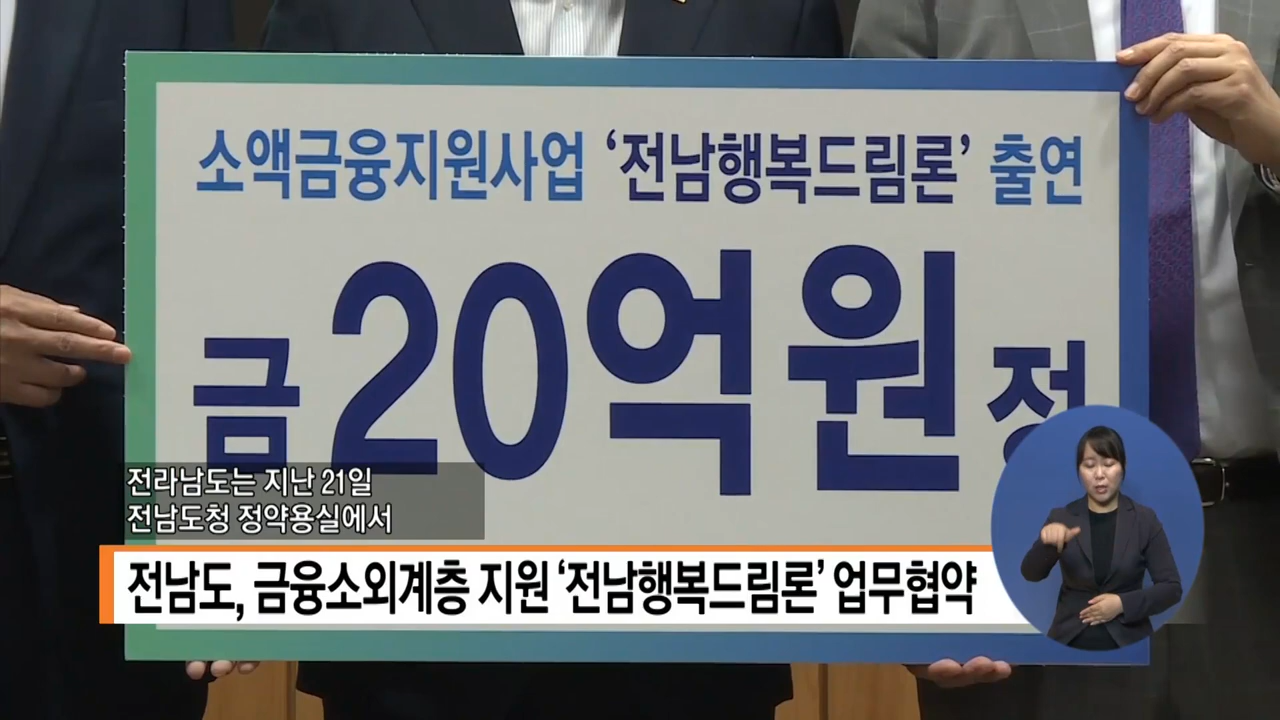 소액금융지원사업 ‘전남행복드림론’ 출연
금 20억원 정
전라남도는 지난 21일
전남도청 정약용실에서
전남도, 금융소외계층 지원 ‘전남행복드림론’ 업무협약